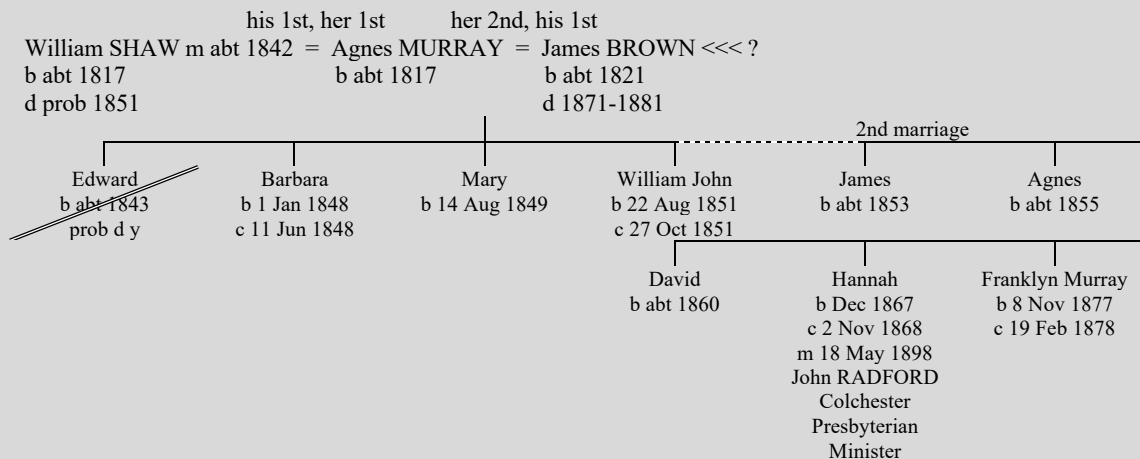 his 1st, her 1st her 2nd, his 1st
William SHAW m abt 1842 = Agnes MURRAY = James BROWN <<< ?
b abt 1817 b abt 1817 b abt 1821
d prob 1851 d 1871-1881
2nd marriage
Edward Barbara Mary William John James Agnes
b abt 1843 b 1 Jan 1848 b 14 Aug 1849 b 22 Aug 1851 b abt 1853 b abt 1855
prob d y c 11 Jun 1848 c 27 Oct 1851
David Hannah Franklyn Murray
b abt 1860 b Dec 1867 b 8 Nov 1877
c 2 Nov 1868 c 19 Feb 1878
m 18 May 1898
John RADFORD
Colchester
Presbyterian
Minister